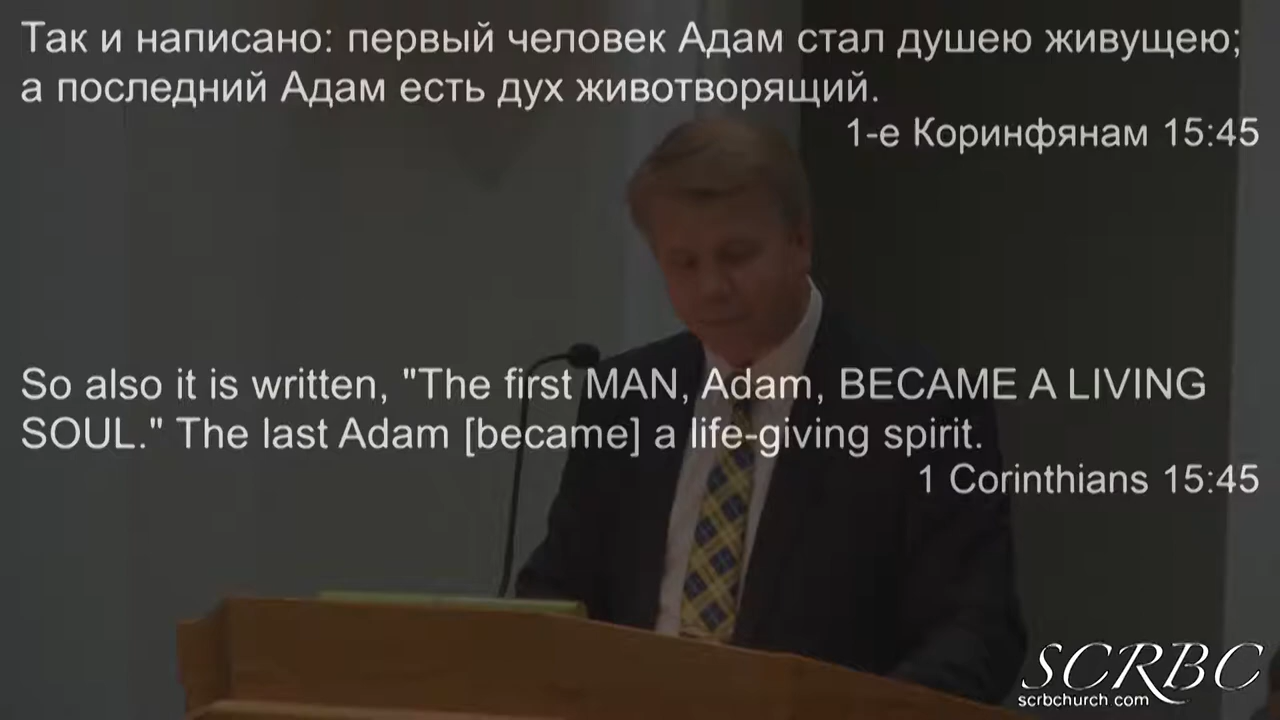 Так и написано: первый человек Адам стал душею живущею;
а последний Адам есть дух животворящий.
1-е Коринфянам 15:45
So also it is written, "The first MAN, Adam, BECAME A LIVING
SOUL." The last Adam [became] a life-giving spirit.
1 Corinthians 15:45
SCRBC
scrbchurch.com